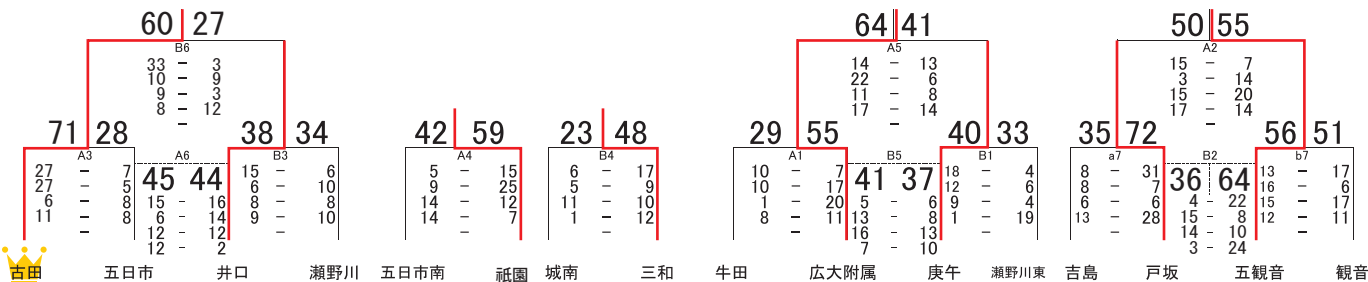 60 27 64 41 50 55
B6 A5 A2
33 - 3 14 - 13 15 - 7
10 - 9 22 - 6 3 - 14
9 - 3 11 - 8 15 - 20
8 - 12 17 - 14 17 - 14
- - -
71 28 38 34 42 59 23 48 29 55 40 33 35 72 56 51
A3 A6 B3 A4 B4 A1 B5 B1 a7 B2 b7
27 - 7 45 44 15 - 6 5 - 15 6 - 17 10 - 7 41 37 18 - 4 8 - 31 36 64 13 - 17
27 - 5 6 - 10 9 - 25 5 - 9 10 - 17 12 - 6 8 - 7 16 - 6
6 - 8 15 - 16 8 - 8 14 - 12 11 - 10 1 - 20 5 - 6 9 - 4 6 - 6 4 - 22 15 - 17
11 - 8 6 - 14 9 - 10 14 - 7 1 - 12 8 - 11 13 - 8 1 - 19 13 - 28 15 - 8 12 - 11
- 12 - 12 - - - - 16 - 13 - - 14 - 10 -
12 - 2 7 - 10 3 - 24
古田 五日市 井口 瀬野川 五日市南 祇園 城南 三和 牛田 広大附属 庚午 瀬野川東 吉島 戸坂 五観音 観音